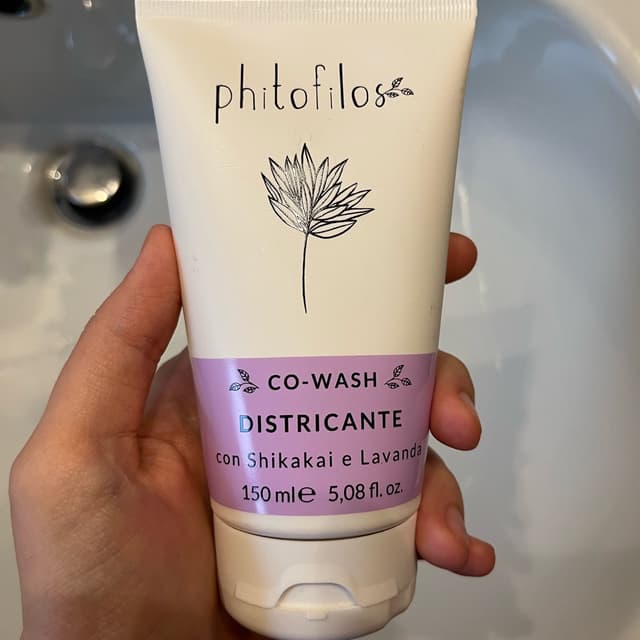 phitofilos
CO-WASH
DISTRICANTE
con Shikakai e Lavanda
150 ml℮ 5,08 fl. oz.